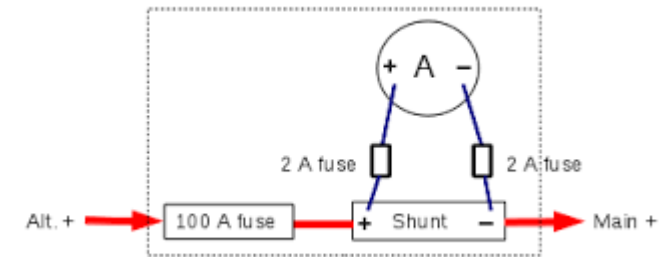 + A −
2 A fuse
2 A fuse
Alt. +
100 A fuse
+ Shunt −
Main +